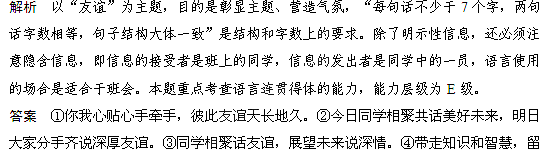 解析 以“友谊”为主题，目的是彰显主题、营造气氛，“每句话不少于7个字，两句
话字数相等，句子结构大体一致”是结构和字数上的要求。除了明示性信息，还必须注
意隐含信息，即信息的接受者是班上的同学，信息的发出者是同学中的一员，语言使用
的场合是适合于班会。本题重点考查语言连贯得体的能力，能力层级为E级。
答案 ①你我心贴心手牵手，彼此友谊天长地久。②今日同学相聚共话美好未来，明日
大家分手齐说深厚友谊。③同学相聚话友谊，展望未来说深情。④带走知识和智慧，留